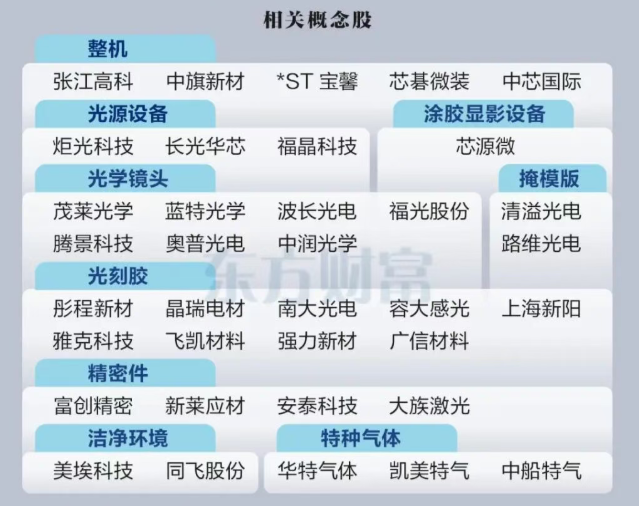 相关概念股
整机
张江高科 中旗新材 *ST 宝馨 芯碁微装 中芯国际
光源设备 涂胶显影设备
炬光科技 长光华芯 福晶科技 芯源微
光学镜头 掩模版
茂莱光学 蓝特光学 波长光电 福光股份 清溢光电
腾景科技 奥普光电 中润光学 路维光电
东方财富
光刻胶
彤程新材 晶瑞电材 南大光电 容大感光 上海新阳
雅克科技 飞凯材料 强力新材 广信材料
精密件
富创精密 新莱应材 安泰科技 大族激光
洁净环境 特种气体
美埃科技 同飞股份 华特气体 凯美特气 中船特气